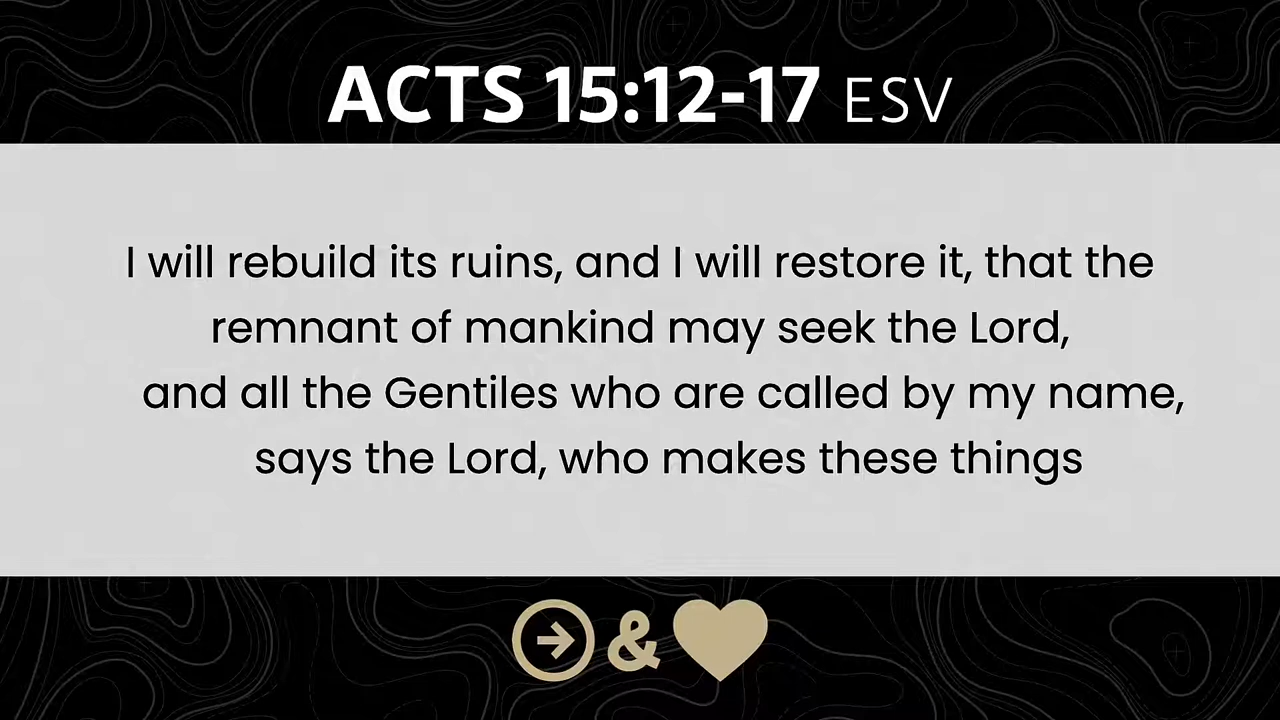 ACTS 15:12-17 ESV
I will rebuild its ruins, and I will restore it, that the
remnant of mankind may seek the Lord,
and all the Gentiles who are called by my name,
says the Lord, who makes these things
&